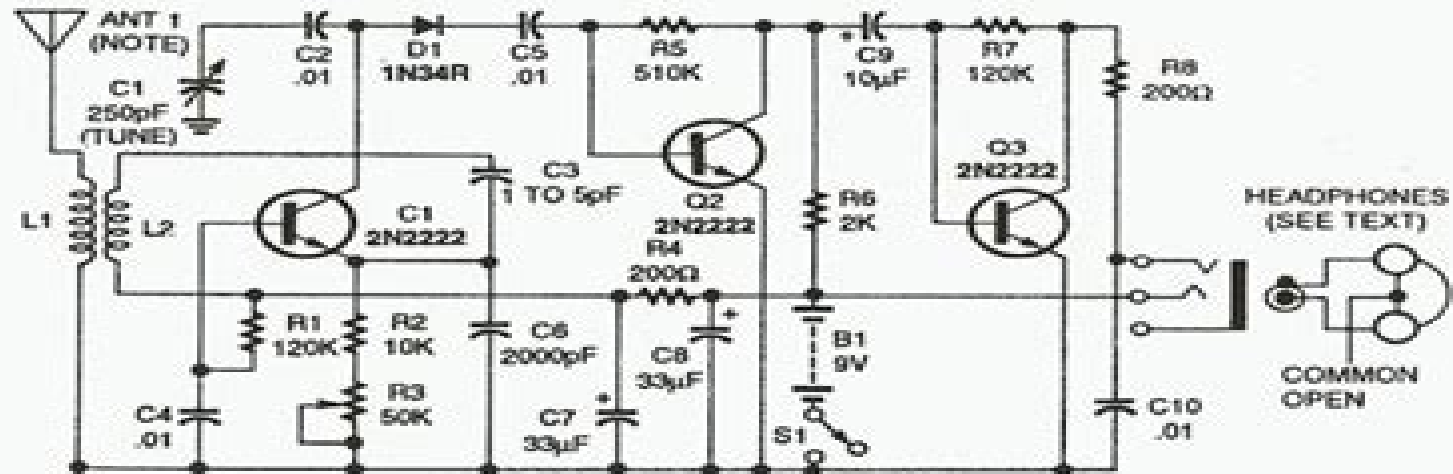 ANT 1
(NOTE)
C1
250pF
(TUNE)
C2
.01
D1
1N34R
C5
.01
R5
510K
C9
10µF
R7
120K
R8
200Ω
L1
L2
C1
2N2222
C3
1 TO 5pF
Q2
2N2222
R4
200Ω
R6
2K
Q3
2N2222
HEADPHONES
(SEE TEXT)
R1
120K
R2
10K
R3
50K
C4
.01
C6
2000pF
C7
33µF
C8
33µF
B1
9V
S1
C10
.01
COMMON
OPEN
+
+
+